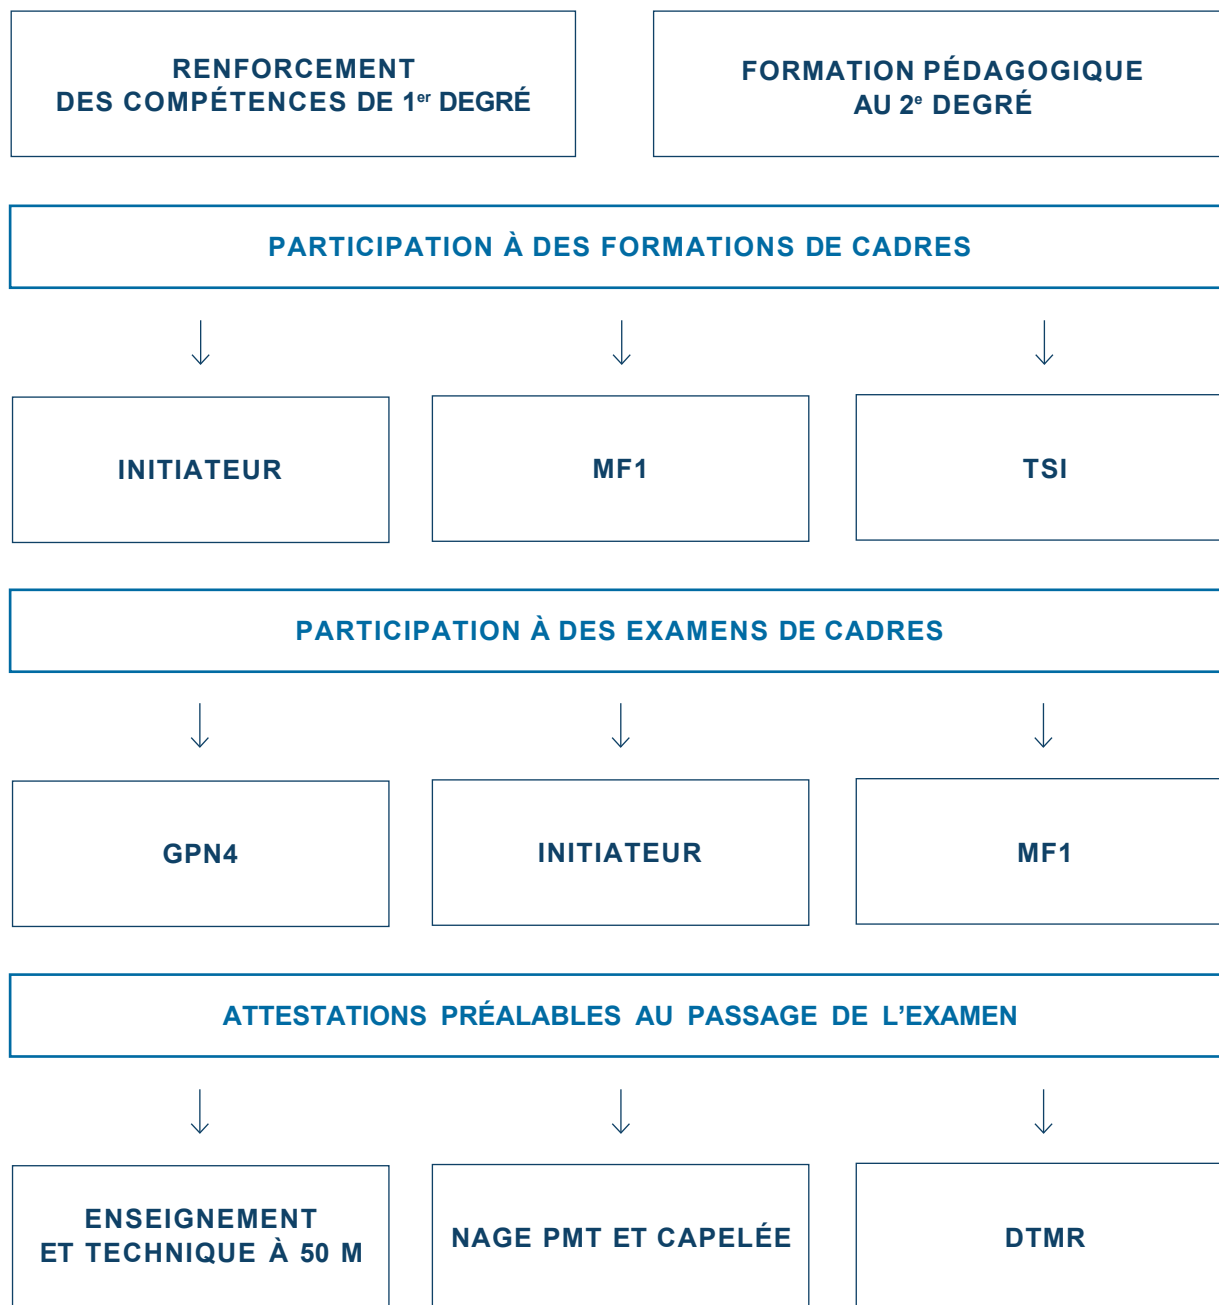 RENFORCEMENT
DES COMPÉTENCES DE 1er DEGRÉ
FORMATION PÉDAGOGIQUE
AU 2e DEGRÉ
PARTICIPATION À DES FORMATIONS DE CADRES
INITIATEUR
MF1
TSI
PARTICIPATION À DES EXAMENS DE CADRES
GPN4
INITIATEUR
MF1
ATTESTATIONS PRÉALABLES AU PASSAGE DE L’EXAMEN
ENSEIGNEMENT
ET TECHNIQUE À 50 M
NAGE PMT ET CAPELÉE
DTMR